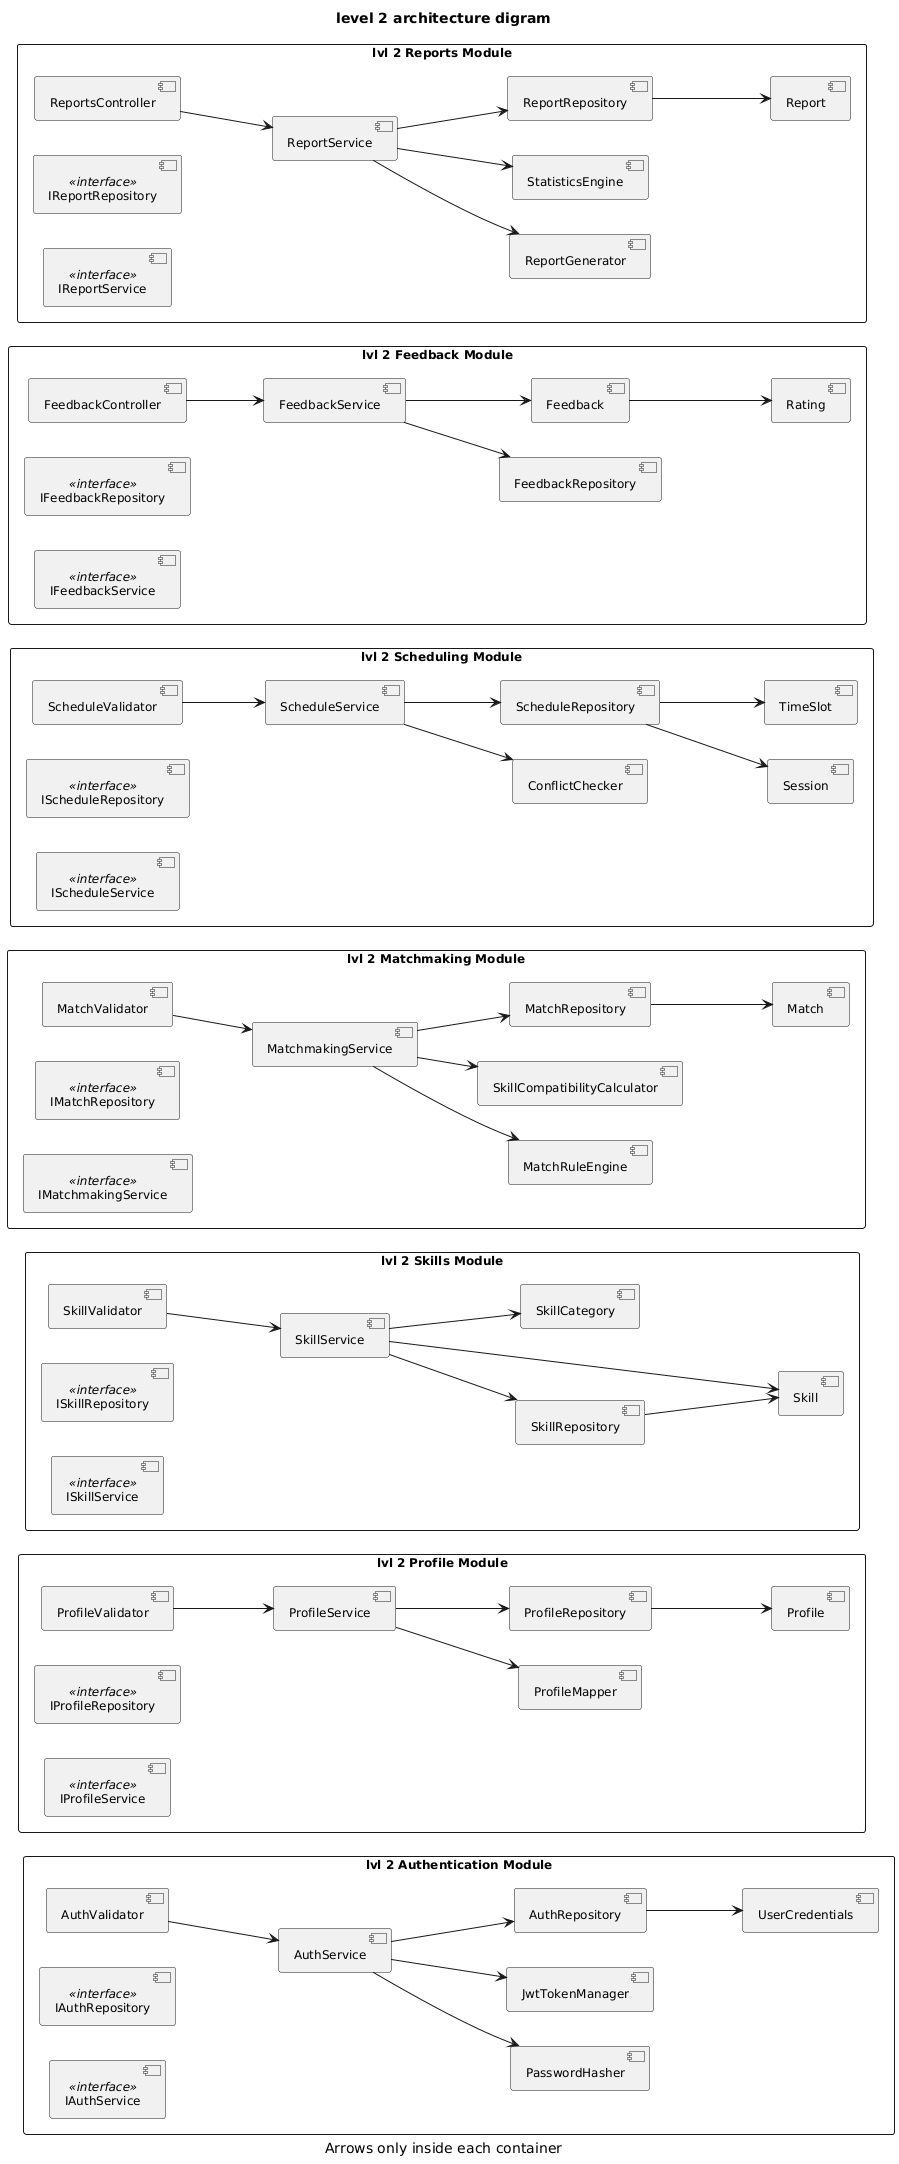 level 2 architecture digram
lvl 2 Reports Module
ReportsController
ReportService
ReportRepository
Report
«interface»
IReportRepository
StatisticsEngine
«interface»
IReportService
ReportGenerator
lvl 2 Feedback Module
FeedbackController
FeedbackService
Feedback
Rating
«interface»
IFeedbackRepository
FeedbackRepository
«interface»
IFeedbackService
lvl 2 Scheduling Module
ScheduleValidator
ScheduleService
ScheduleRepository
TimeSlot
«interface»
IScheduleRepository
ConflictChecker
Session
«interface»
IScheduleService
lvl 2 Matchmaking Module
MatchValidator
MatchmakingService
MatchRepository
Match
«interface»
IMatchRepository
SkillCompatibilityCalculator
«interface»
IMatchmakingService
MatchRuleEngine
lvl 2 Skills Module
SkillValidator
SkillService
SkillCategory
Skill
«interface»
ISkillRepository
SkillRepository
«interface»
ISkillService
lvl 2 Profile Module
ProfileValidator
ProfileService
ProfileRepository
Profile
«interface»
IProfileRepository
ProfileMapper
«interface»
IProfileService
lvl 2 Authentication Module
AuthValidator
AuthService
AuthRepository
UserCredentials
«interface»
IAuthRepository
JwtTokenManager
«interface»
IAuthService
PasswordHasher
Arrows only inside each container